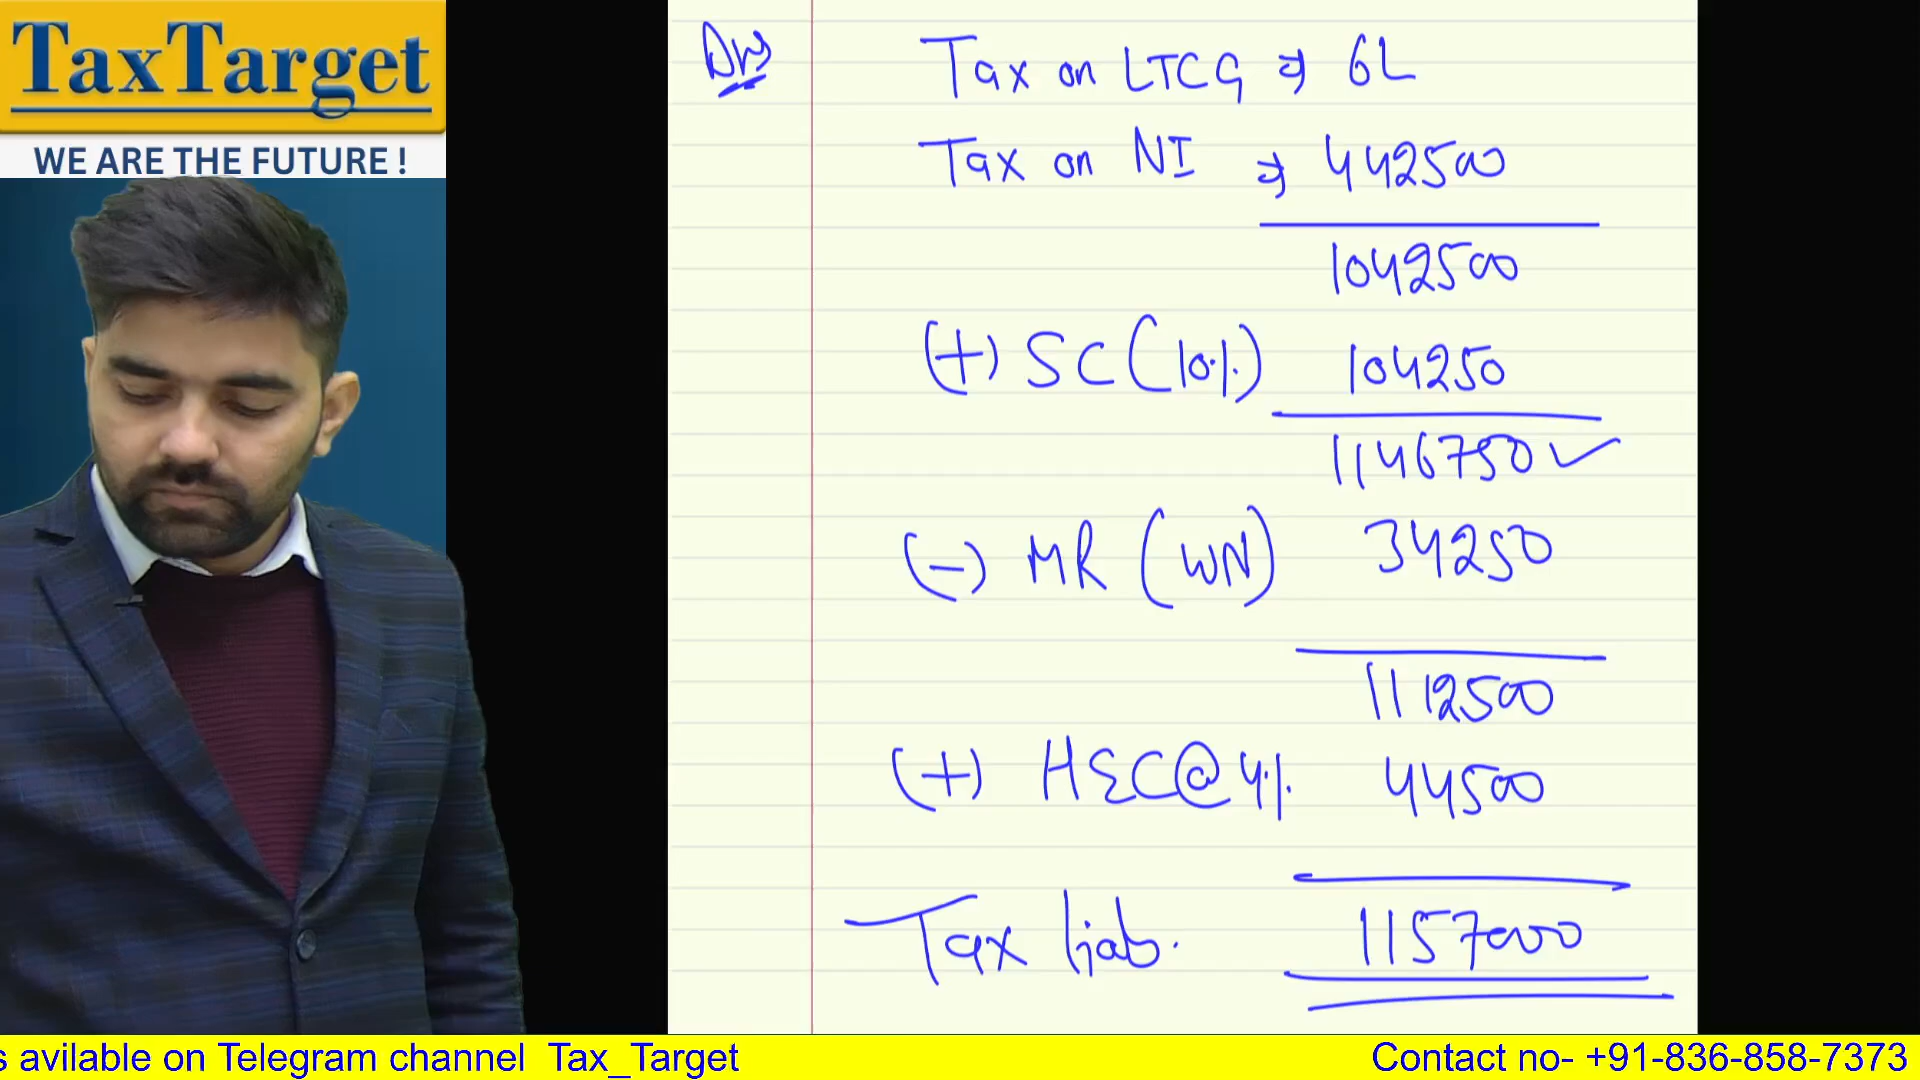 TaxTarget
WE ARE THE FUTURE !
Ans
Tax on LTCG ⇒ 6L
Tax on NI ⇒ 442500
1042500
(+) SC (10%) 104250
1146750 ✓
(-) MR (WN) 34250
1112500
(+) H&EC@4% 44500
Tax liab. 1157000
s avilable on Telegram channel Tax_Target
Contact no- +91-836-858-7373